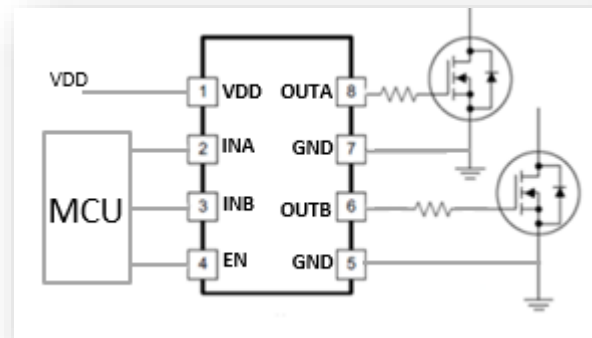 VDD
1 VDD OUTA 8
2 INA GND 7
MCU
3 INB OUTB 6
4 EN GND 5